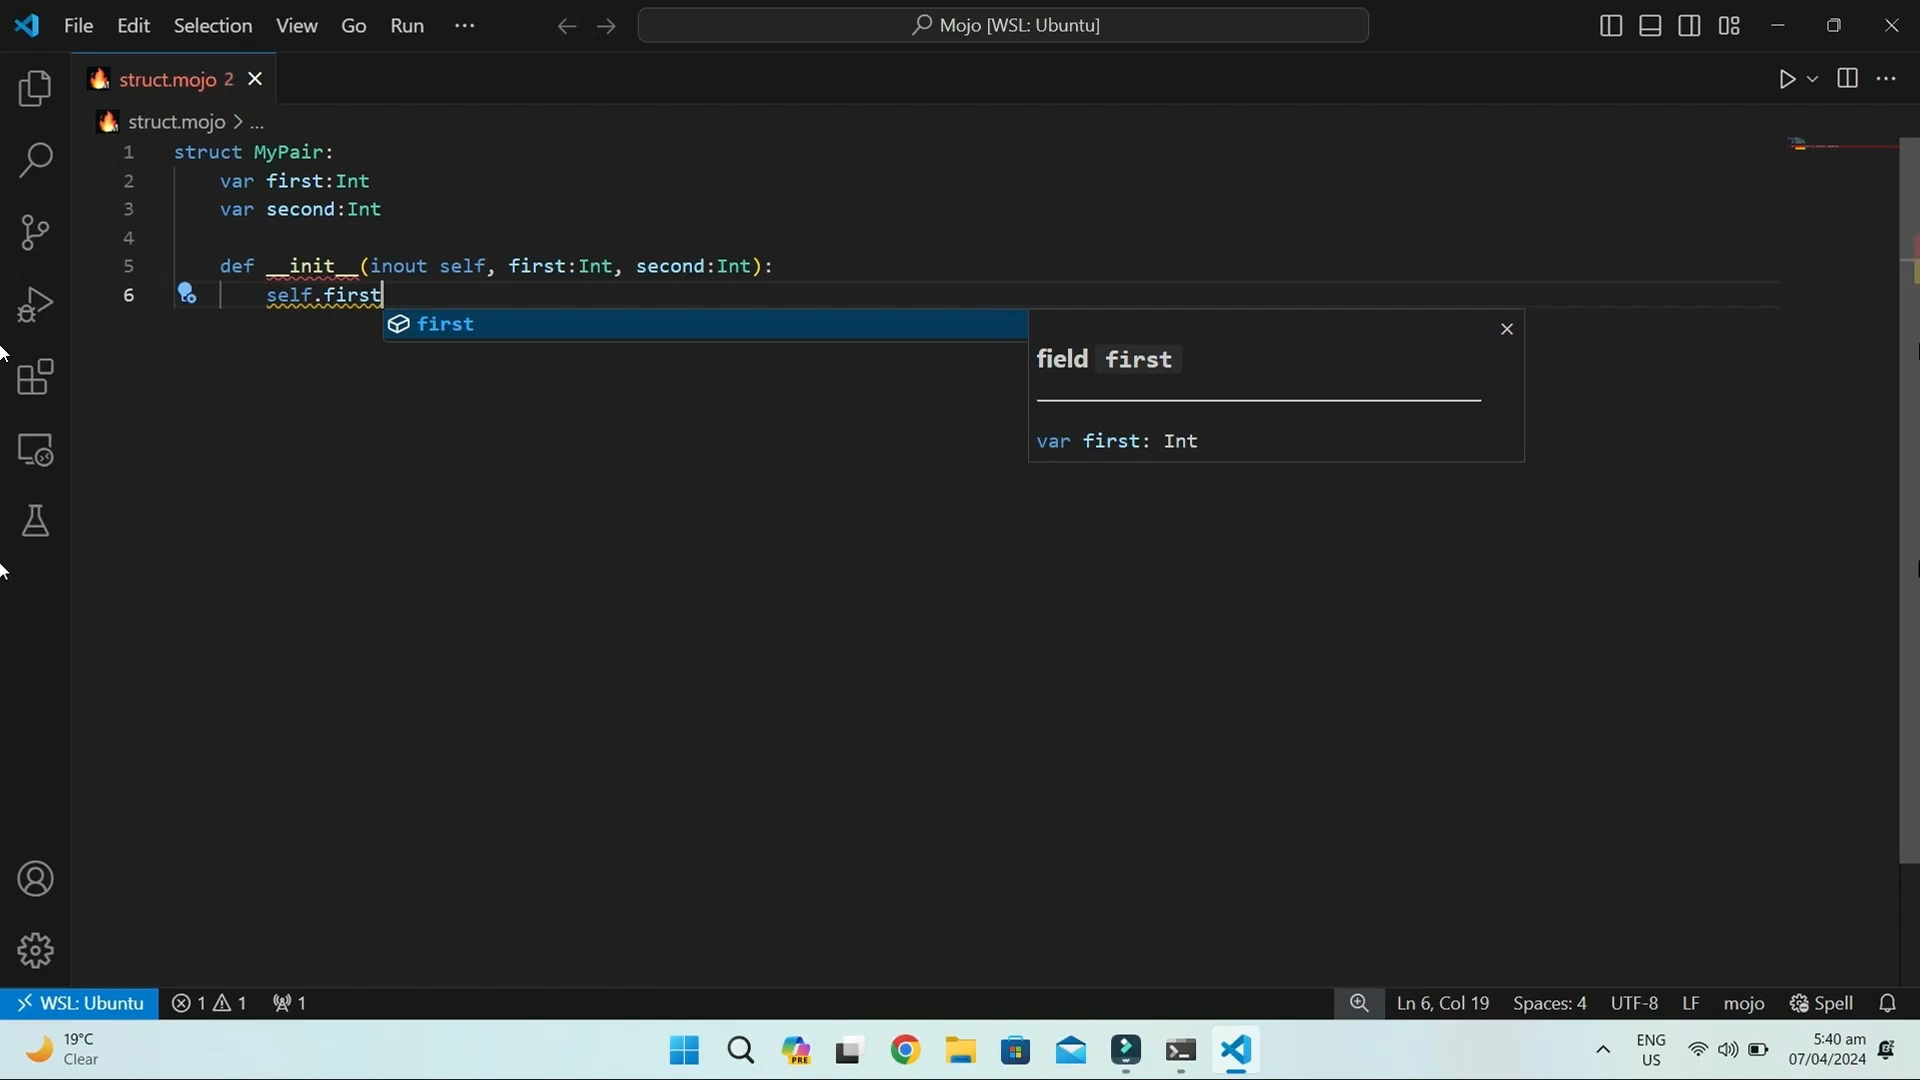 File Edit Selection View Go Run ···
Mojo [WSL: Ubuntu]
struct.mojo 2
struct.mojo > ...
1 struct MyPair:
2 var first:Int
3 var second:Int
4
5 def __init__(inout self, first:Int, second:Int):
6 self.first
first
field first
var first: Int
WSL: Ubuntu 1 1 1 Ln 6, Col 19 Spaces: 4 UTF-8 LF mojo Spell
19°C
Clear
PRE
ENG
US
5:40 am
07/04/2024